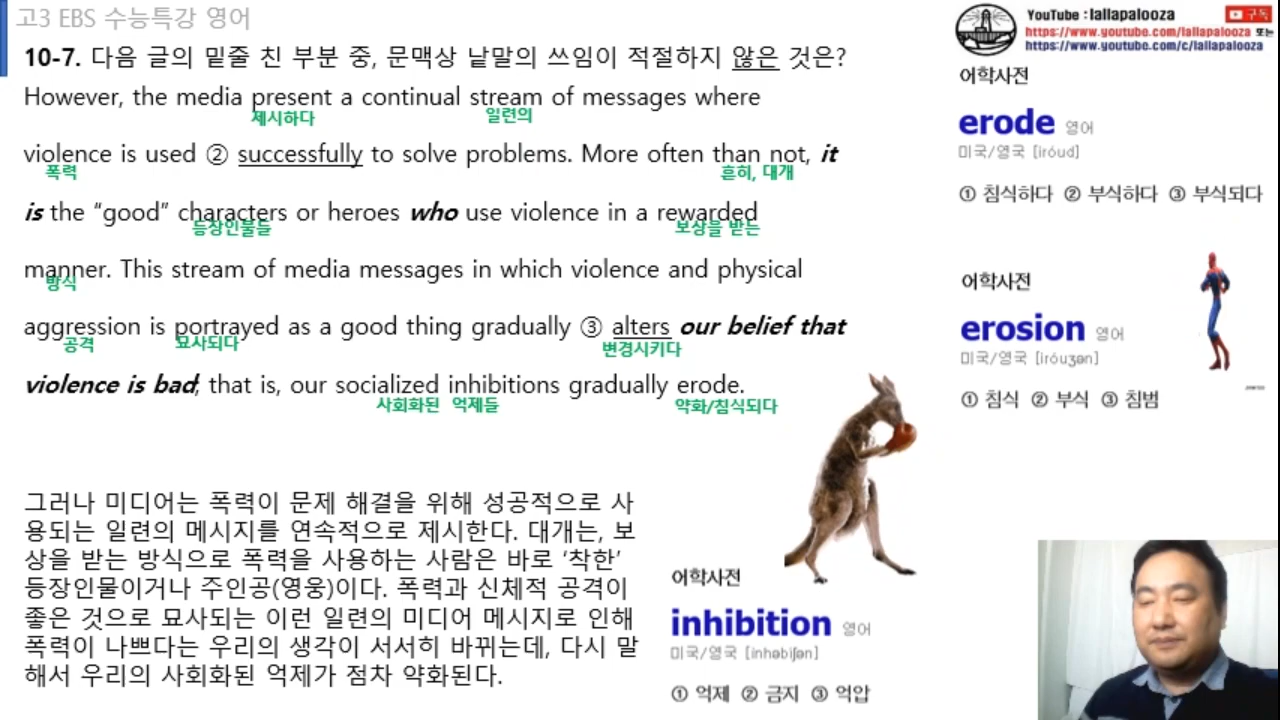 고3 EBS 수능특강 영어
10-7. 다음 글의 밑줄 친 부분 중, 문맥상 낱말의 쓰임이 적절하지 않은 것은?
However, the media present a continual stream of messages where
제시하다 일련의
violence is used ② successfully to solve problems. More often than not, it
폭력 흔히, 대개
is the “good” characters or heroes who use violence in a rewarded
등장인물들 보상을 받는
manner. This stream of media messages in which violence and physical
방식
aggression is portrayed as a good thing gradually ③ alters our belief that
공격 묘사되다 변경시키다
violence is bad; that is, our socialized inhibitions gradually erode.
사회화된 억제들 약화/침식되다
그러나 미디어는 폭력이 문제 해결을 위해 성공적으로 사
용되는 일련의 메시지를 연속적으로 제시한다. 대개는, 보
상을 받는 방식으로 폭력을 사용하는 사람은 바로 ‘착한’
등장인물이거나 주인공(영웅)이다. 폭력과 신체적 공격이
좋은 것으로 묘사되는 이런 일련의 미디어 메시지로 인해
폭력이 나쁘다는 우리의 생각이 서서히 바뀌는데, 다시 말
해서 우리의 사회화된 억제가 점차 약화된다.
어학사전
inhibition 영어
미국/영국 [ìnhəbíʃən]
① 억제 ② 금지 ③ 억압
YouTube : lallapalooza
구독
https://www.youtube.com/lallapalooza 또는
https://www.youtube.com/c/lallapalooza
어학사전
erode 영어
미국/영국 [iróud]
① 침식하다 ② 부식하다 ③ 부식되다
어학사전
erosion 영어
미국/영국 [iróuʒən]
① 침식 ② 부식 ③ 침범